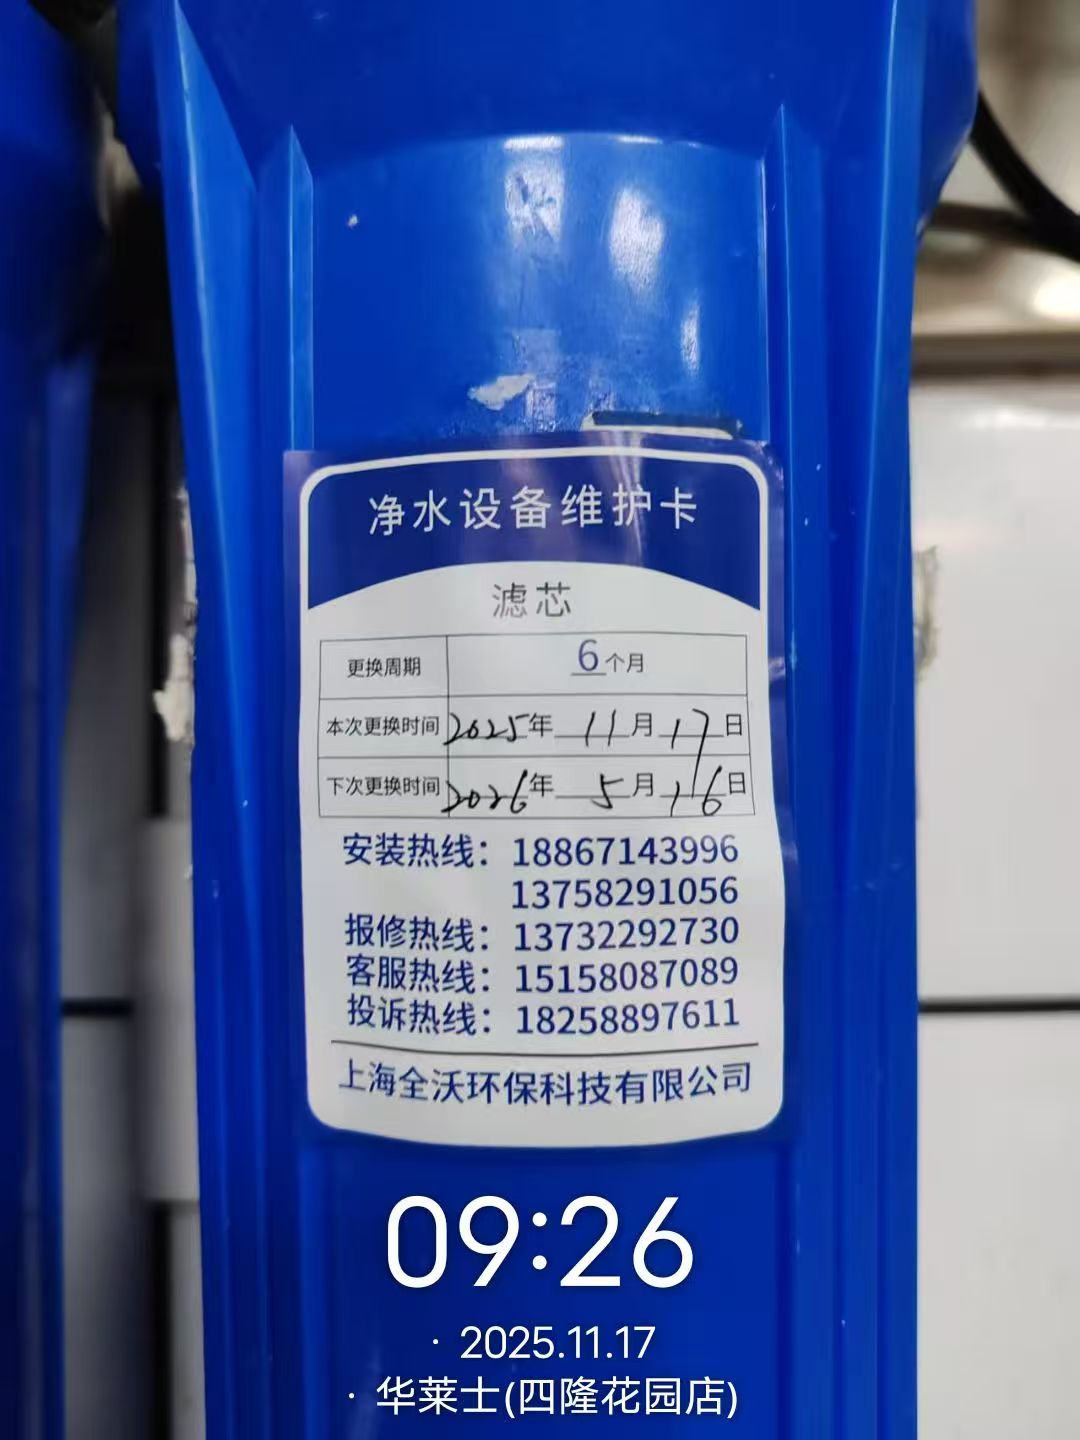 净水设备维护卡
滤芯
更换周期 6个月
本次更换时间 2025年 11月 17日
下次更换时间 2026年 5月 16日
安装热线：18867143996
13758291056
报修热线：13732292730
客服热线：15158087089
投诉热线：18258897611
上海全沃环保科技有限公司
09:26
· 2025.11.17
· 华莱士(四隆花园店)